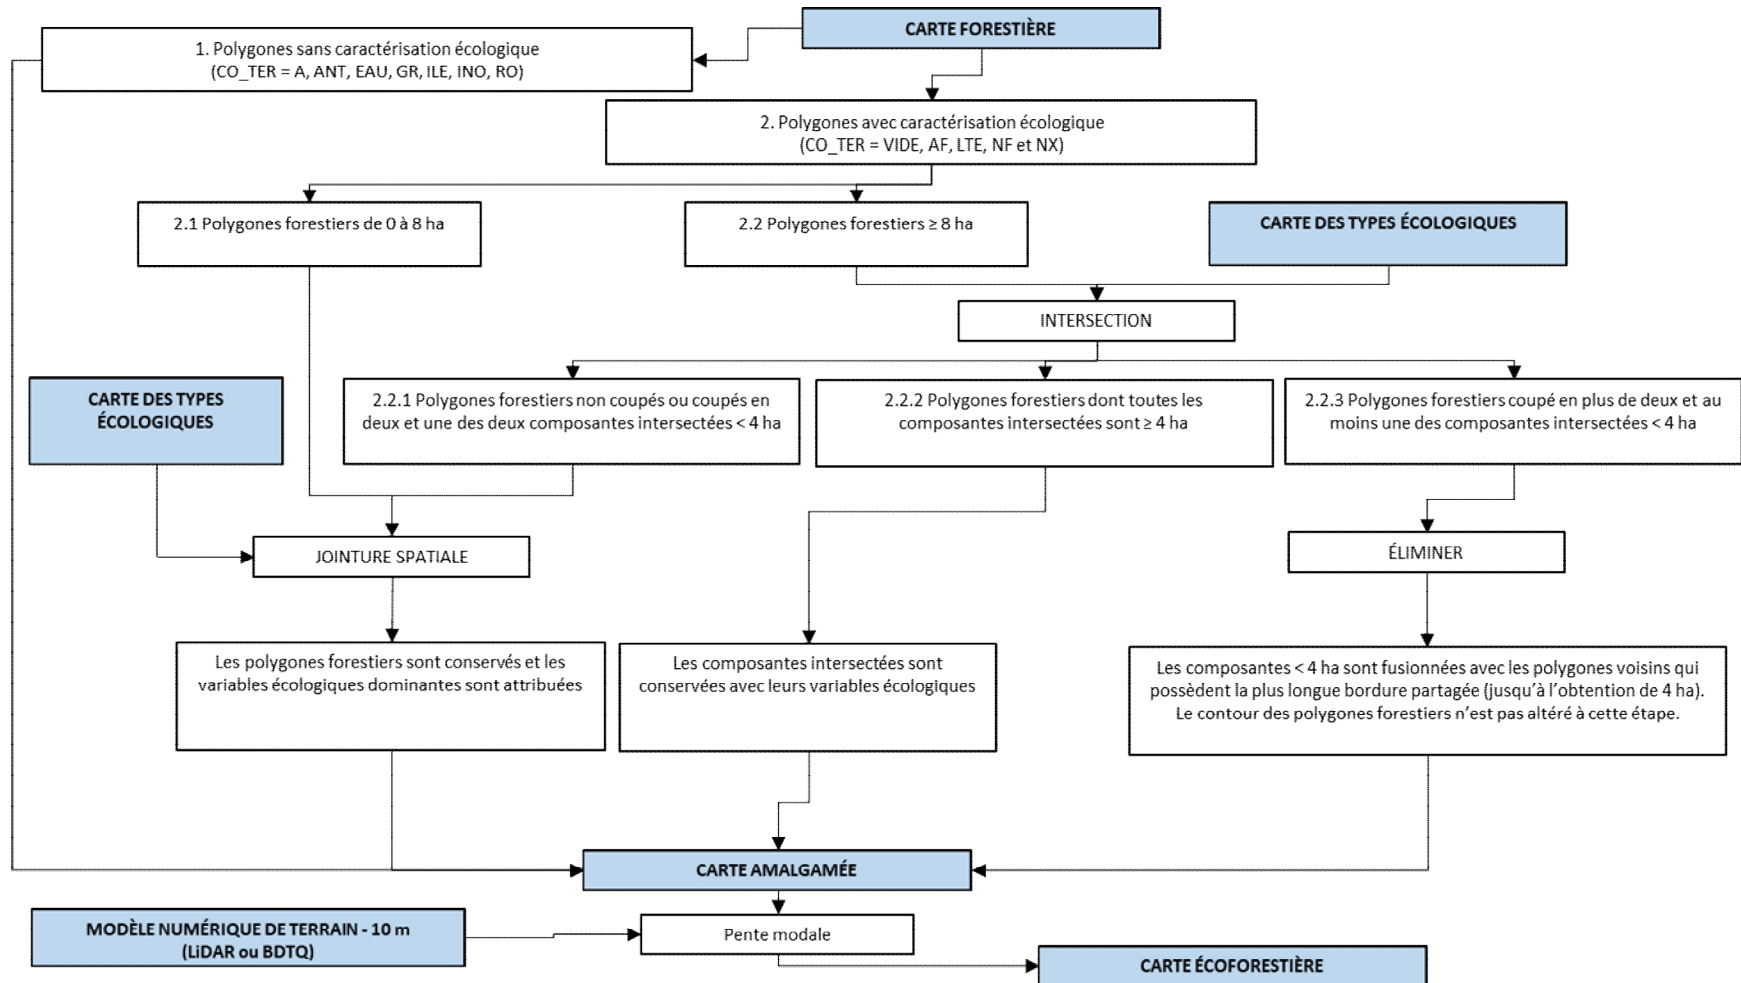 CARTE FORESTIÈRE
1. Polygones sans caractérisation écologique
(CO_TER = A, ANT, EAU, GR, ILE, INO, RO)
2. Polygones avec caractérisation écologique
(CO_TER = VIDE, AF, LTE, NF et NX)
2.1 Polygones forestiers de 0 à 8 ha
2.2 Polygones forestiers ≥ 8 ha
CARTE DES TYPES ÉCOLOGIQUES
INTERSECTION
CARTE DES TYPES
ÉCOLOGIQUES
2.2.1 Polygones forestiers non coupés ou coupés en
deux et une des deux composantes intersectées < 4 ha
2.2.2 Polygones forestiers dont toutes les
composantes intersectées sont ≥ 4 ha
2.2.3 Polygones forestiers coupé en plus de deux et au
moins une des composantes intersectées < 4 ha
JOINTURE SPATIALE
ÉLIMINER
Les polygones forestiers sont conservés et les
variables écologiques dominantes sont attribuées
Les composantes intersectées sont
conservées avec leurs variables écologiques
Les composantes < 4 ha sont fusionnées avec les polygones voisins qui
possèdent la plus longue bordure partagée (jusqu'à l'obtention de 4 ha).
Le contour des polygones forestiers n'est pas altéré à cette étape.
CARTE AMALGAMÉE
MODÈLE NUMÉRIQUE DE TERRAIN - 10 m
(LiDAR ou BDTQ)
Pente modale
CARTE ÉCOFORESTIÈRE